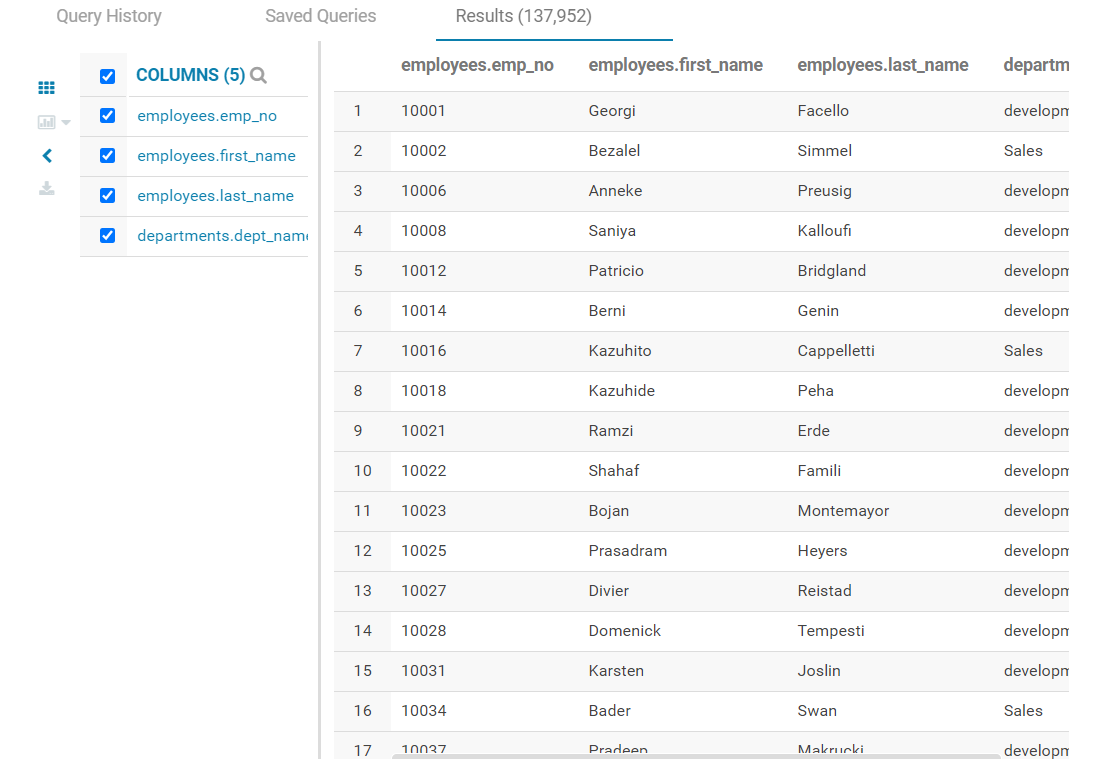 Query History Saved Queries Results (137,952)
COLUMNS (5)
employees.emp_no
employees.first_name
employees.last_name
departments.dept_name
employees.emp_no employees.first_name employees.last_name departm
1 10001 Georgi Facello developm
2 10002 Bezalel Simmel Sales
3 10006 Anneke Preusig developm
4 10008 Saniya Kalloufi developm
5 10012 Patricio Bridgland developm
6 10014 Berni Genin developm
7 10016 Kazuhito Cappelletti Sales
8 10018 Kazuhide Peha developm
9 10021 Ramzi Erde developm
10 10022 Shahaf Famili developm
11 10023 Bojan Montemayor developm
12 10025 Prasadram Heyers developm
13 10027 Divier Reistad developm
14 10028 Domenick Tempesti developm
15 10031 Karsten Joslin developm
16 10034 Bader Swan Sales
17 10037 Pradeep Makrucki developm